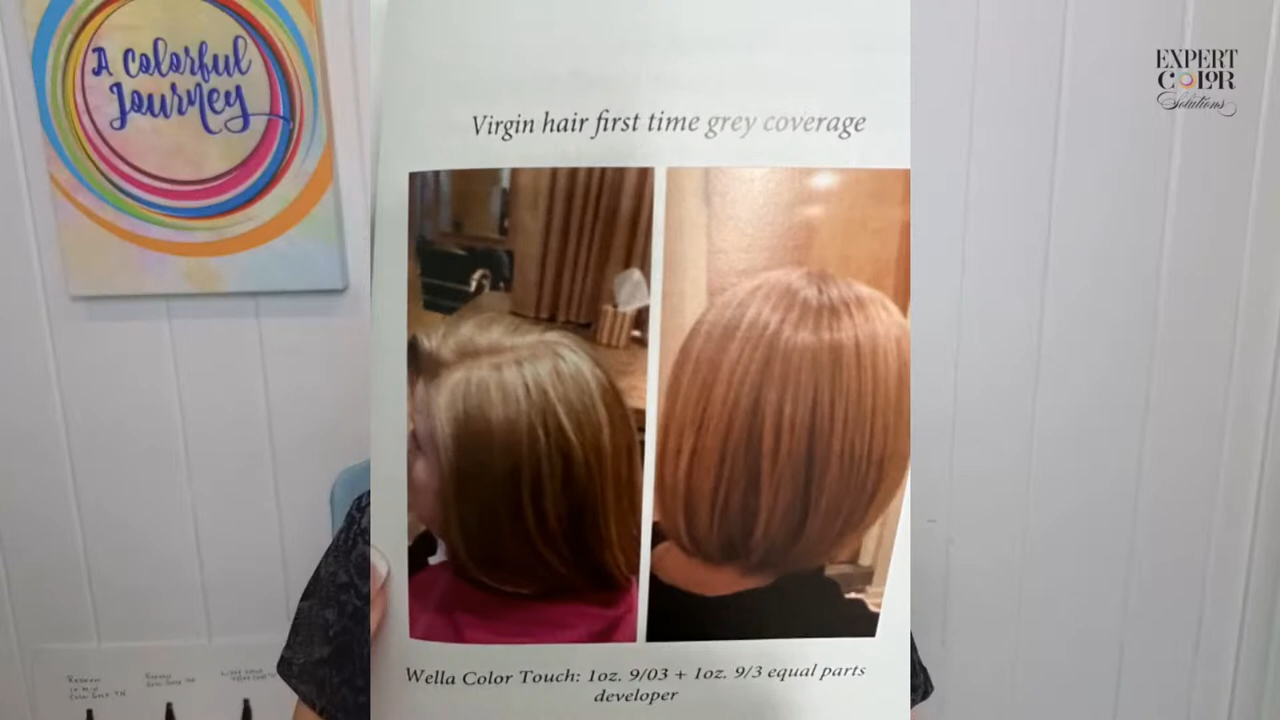 A Colorful
Journey
EXPERT
COLOR
Solutions
Virgin hair first time grey coverage
Wella Color Touch: 1oz. 9/03 + 1oz. 9/3 equal parts
developer